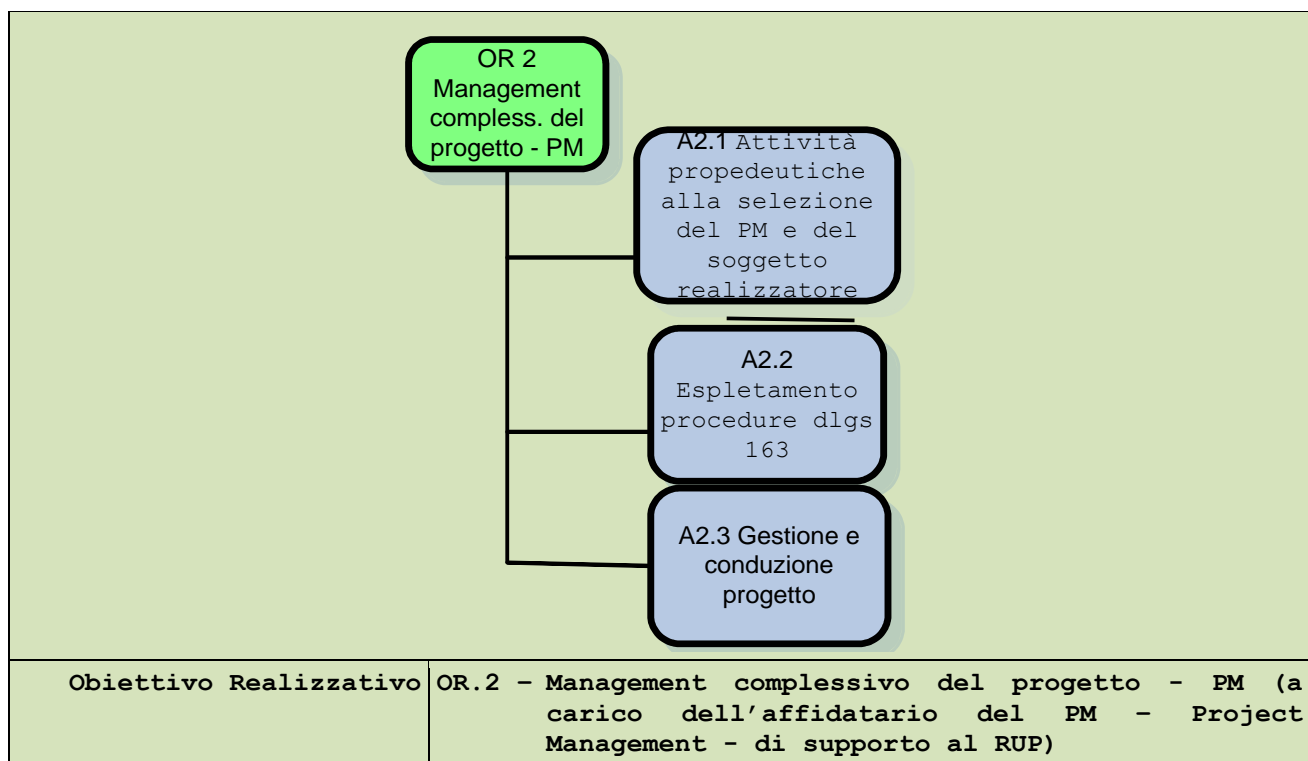 OR 2
Management
compless. del
progetto - PM
A2.1 Attività
propedeutiche
alla selezione
del PM e del
soggetto
realizzatore
A2.2
Espletamento
procedure dlgs
163
A2.3 Gestione e
conduzione
progetto
Obiettivo Realizzativo
OR.2 – Management complessivo del progetto - PM (a
carico dell’affidatario del PM – Project
Management - di supporto al RUP)